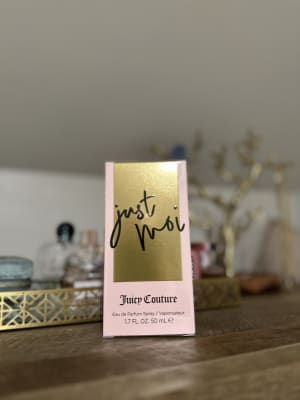 just
moi
Juicy Couture
Eau de Parfum Spray / Vaporisateur
1.7 FL. OZ. 50 mL ℮